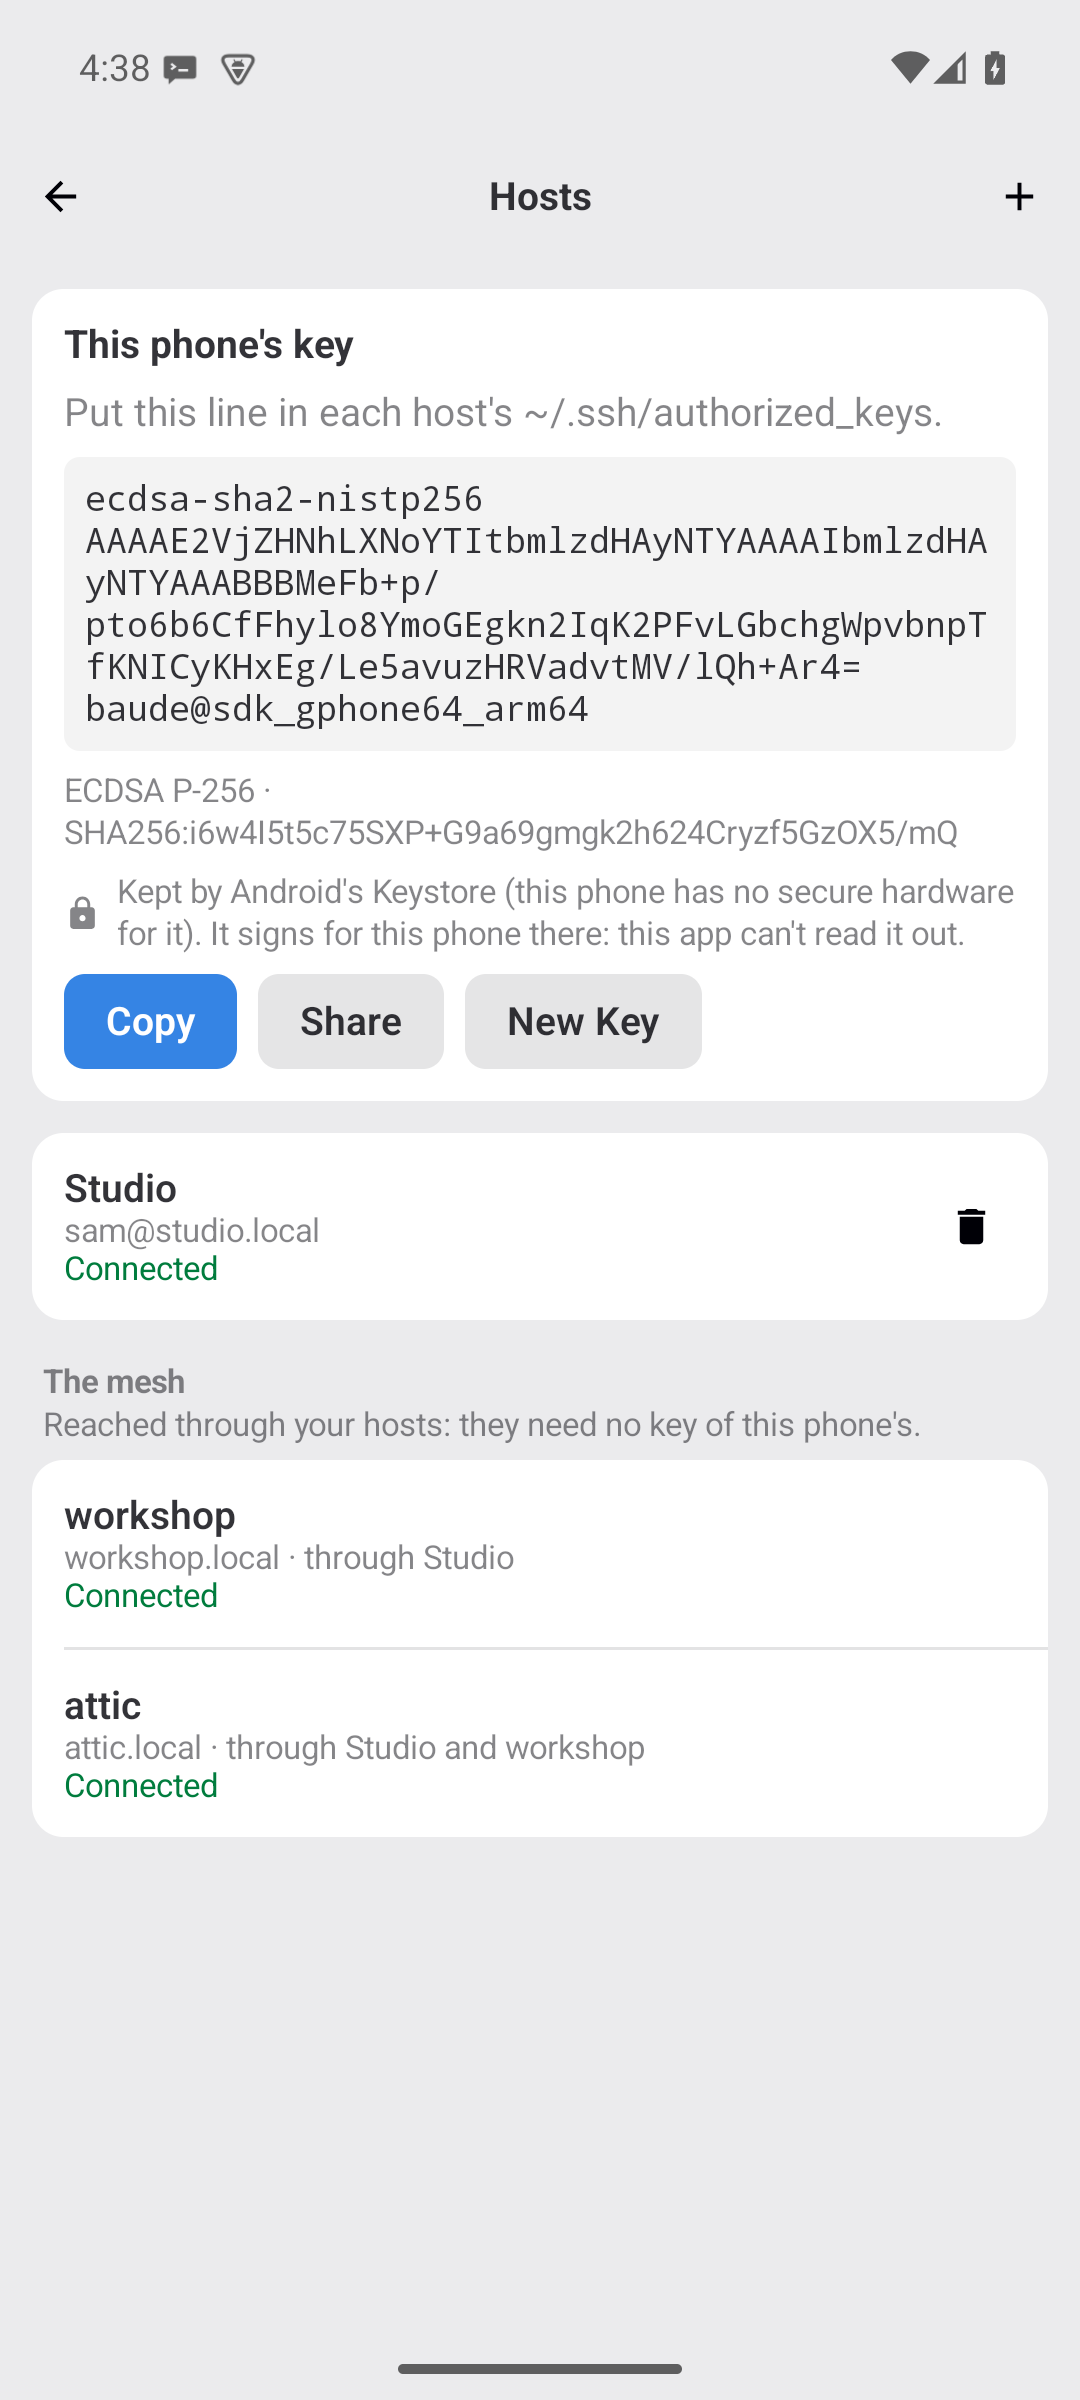 4:38
Hosts
This phone's key
Put this line in each host's ~/.ssh/authorized_keys.
ecdsa-sha2-nistp256
AAAAE2VjZHNhLXNoYTItbmlzdHAyNTYAAAAIbmlzdHA
yNTYAAABBBMeFb+p/
pto6b6CfFhylo8YmoGEgkn2IqK2PFvLGbchgWpvbnpT
fKNICyKHxEg/Le5avuzHRVadvtMV/lQh+Ar4=
baude@sdk_gphone64_arm64
ECDSA P-256 ·
SHA256:i6w4I5t5c75SXP+G9a69gmgk2h624Cryzf5GzOX5/mQ
Kept by Android's Keystore (this phone has no secure hardware
for it). It signs for this phone there: this app can't read it out.
Copy
Share
New Key
Studio
sam@studio.local
Connected
The mesh
Reached through your hosts: they need no key of this phone's.
workshop
workshop.local · through Studio
Connected
attic
attic.local · through Studio and workshop
Connected